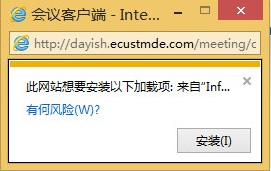 会议客户端 - Inte...
http://dayish.ecustmde.com/meeting/c
此网站想要安装以下加载项: 来自“Inf...
有何风险(W)?
安装(I)